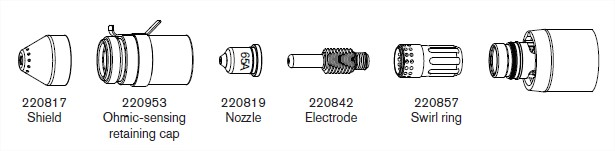 65A
220817
Shield
220953
Ohmic-sensing
retaining cap
220819
Nozzle
220842
Electrode
220857
Swirl ring